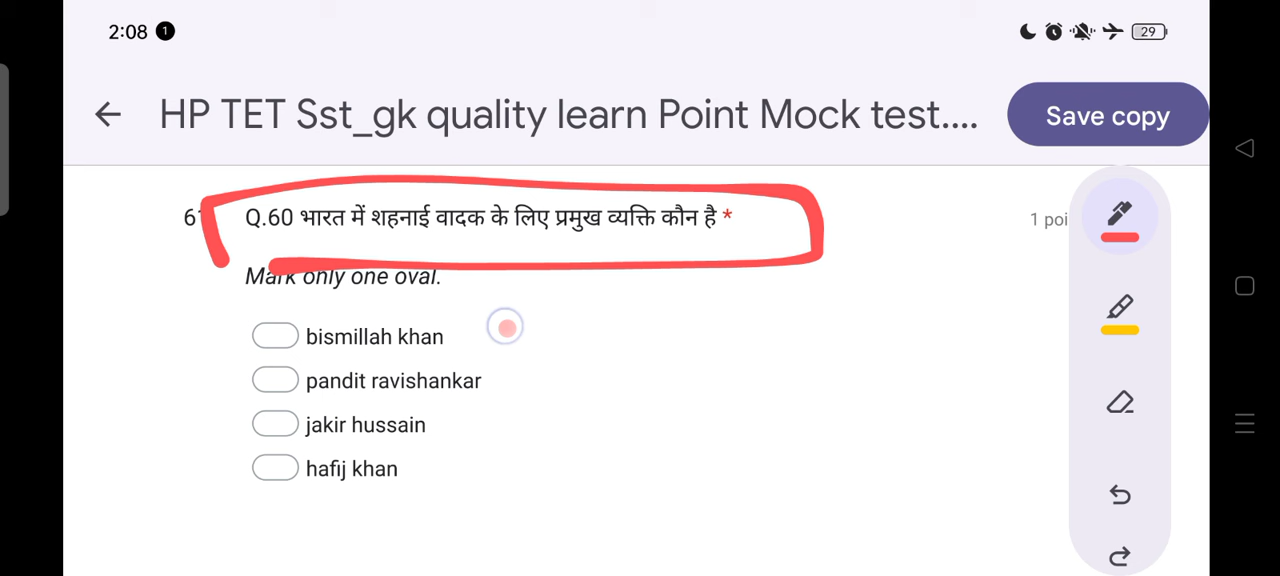 2:08 1
29
HP TET Sst_gk quality learn Point Mock test....
Save copy
Q.60 भारत में शहनाई वादक के लिए प्रमुख व्यक्ति कौन है *
1 poi
Mark only one oval.
bismillah khan
pandit ravishankar
jakir hussain
hafij khan